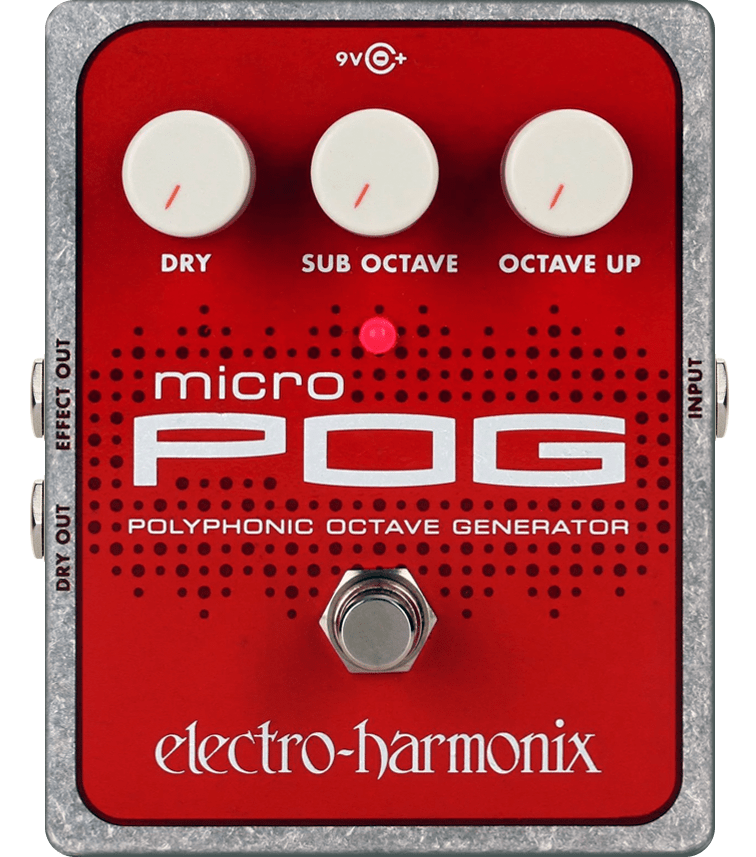 9V +
DRY
SUB OCTAVE
OCTAVE UP
EFFECT OUT
INPUT
micro
POG
DRY OUT
POLYPHONIC OCTAVE GENERATOR
electro-harmonix